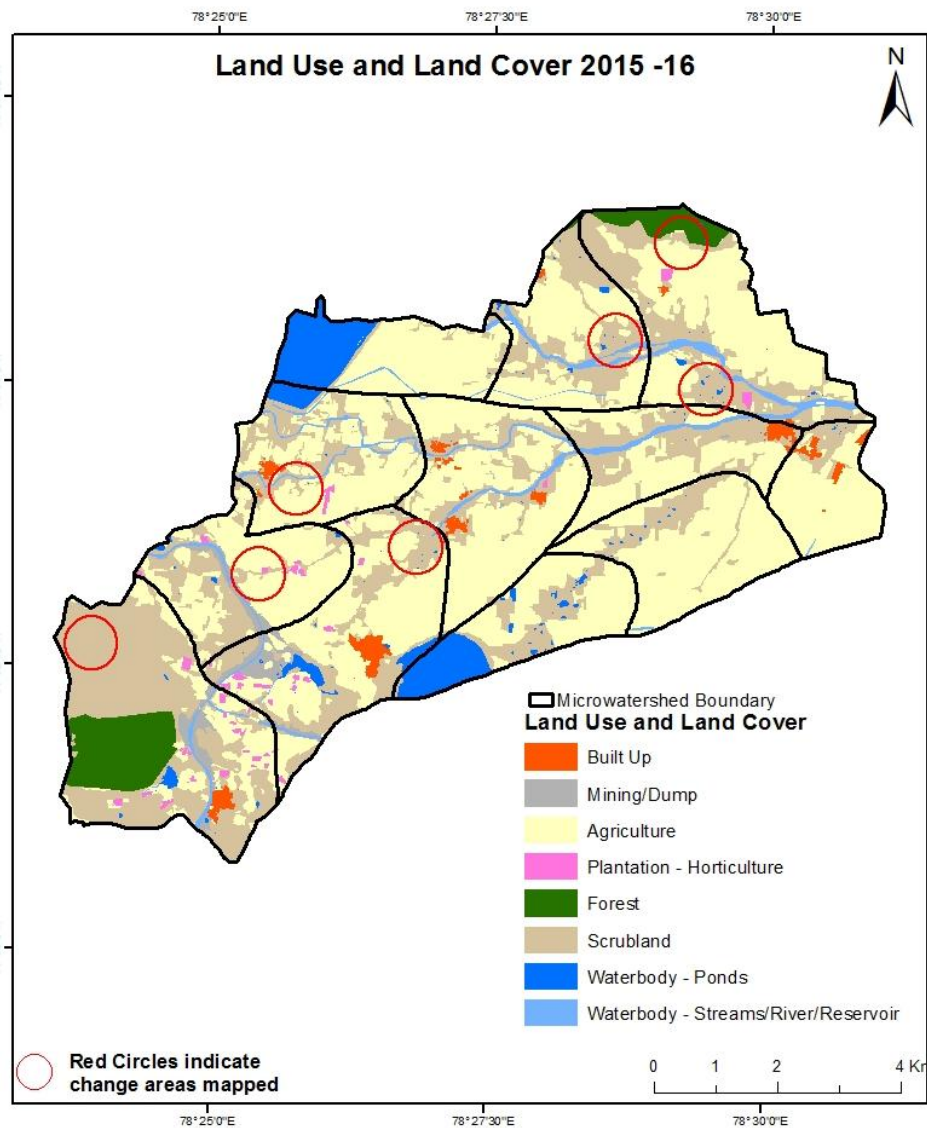 78°25'0"E 78°27'30"E 78°30'0"E
Land Use and Land Cover 2015 -16
N
Microwatershed Boundary
Land Use and Land Cover
Built Up
Mining/Dump
Agriculture
Plantation - Horticulture
Forest
Scrubland
Waterbody - Ponds
Waterbody - Streams/River/Reservoir
Red Circles indicate
change areas mapped
0 1 2 4 Km
78°25'0"E 78°27'30"E 78°30'0"E